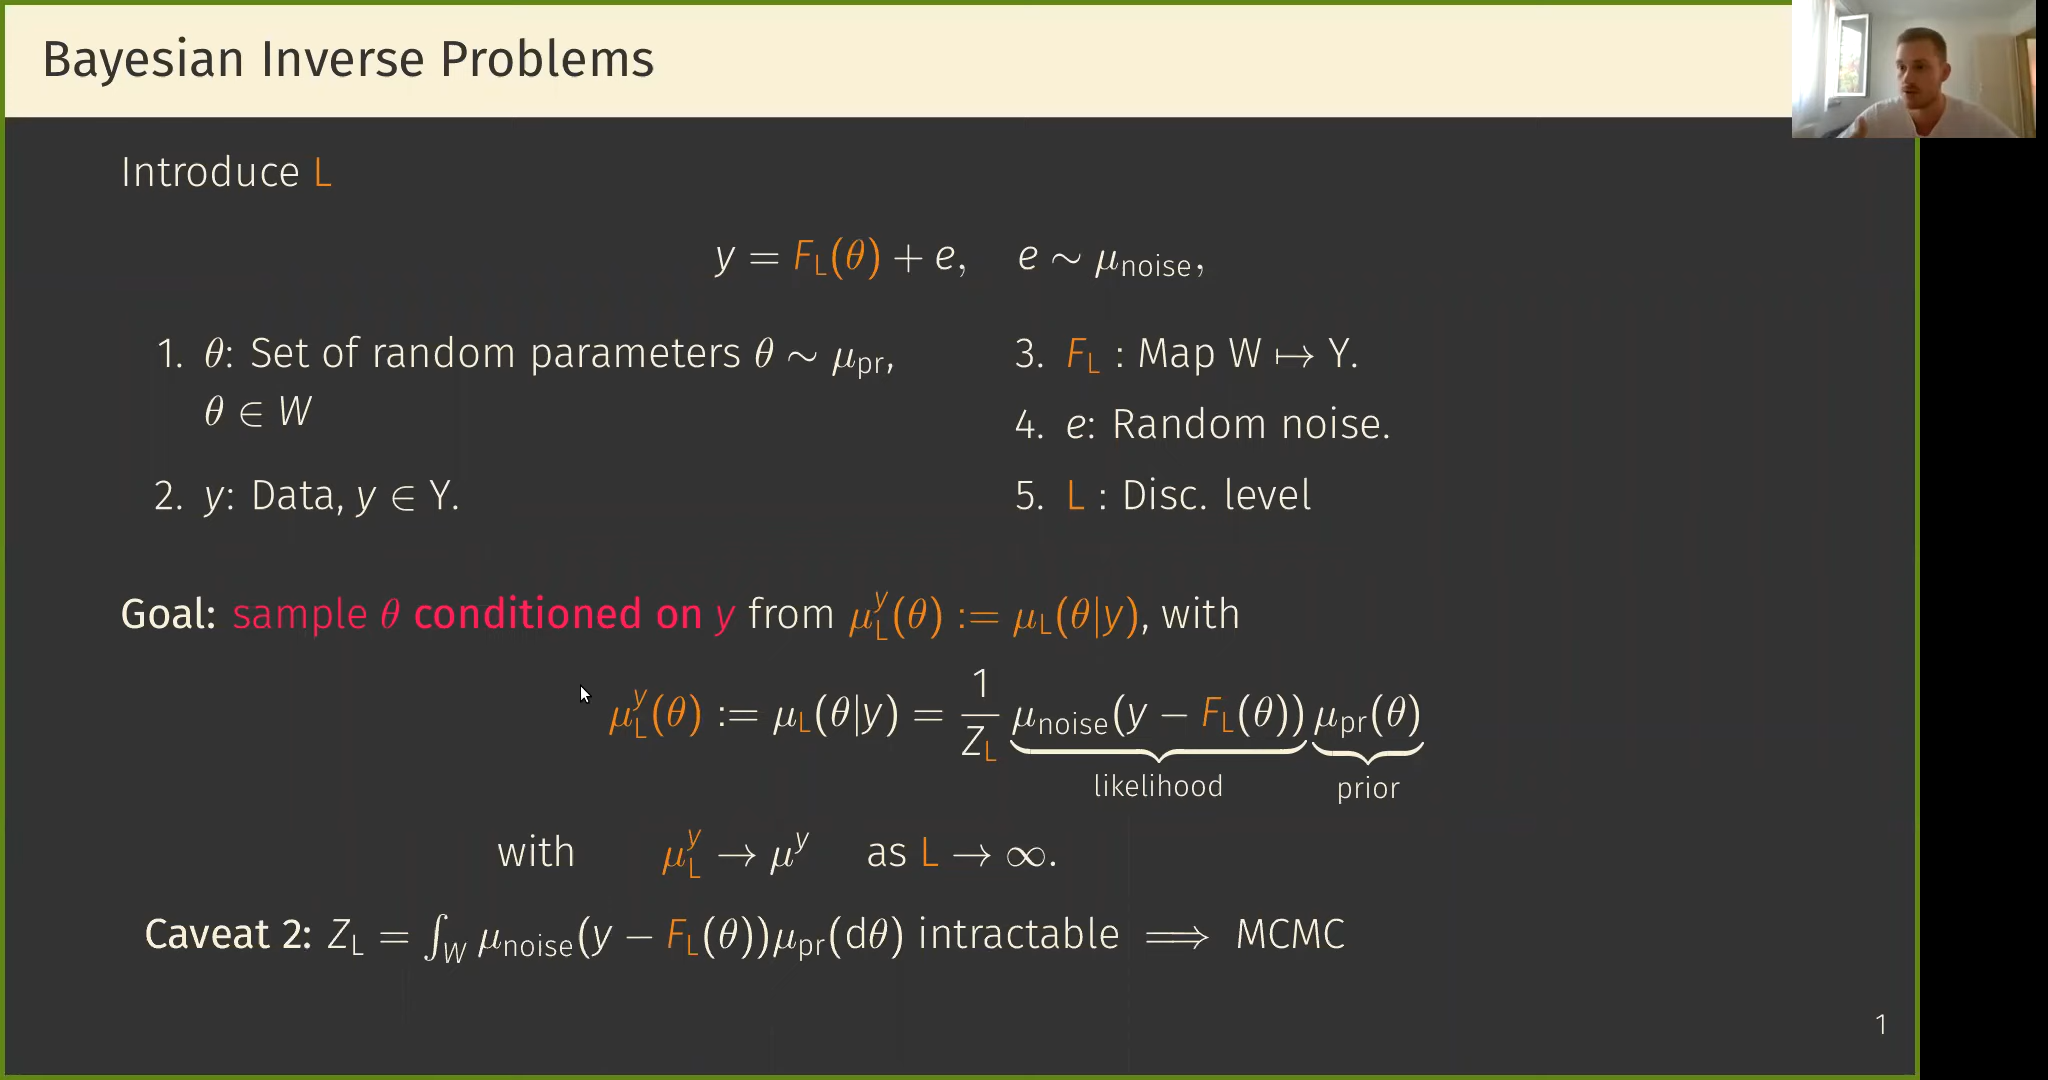 Bayesian Inverse Problems
Introduce L
y = F_L(θ) + e, e ∼ μ_noise,
1. θ: Set of random parameters θ ∼ μ_pr,
θ ∈ W
2. y: Data, y ∈ Y.
3. F_L : Map W ↦ Y.
4. e: Random noise.
5. L : Disc. level
Goal: sample θ conditioned on y from μ_L^y(θ) := μ_L(θ|y), with
μ_L^y(θ) := μ_L(θ|y) = 1/Z_L μ_noise(y − F_L(θ)) μ_pr(θ)
likelihood prior
with μ_L^y → μ^y as L → ∞.
Caveat 2: Z_L = ∫_W μ_noise(y − F_L(θ))μ_pr(dθ) intractable ⟹ MCMC
1